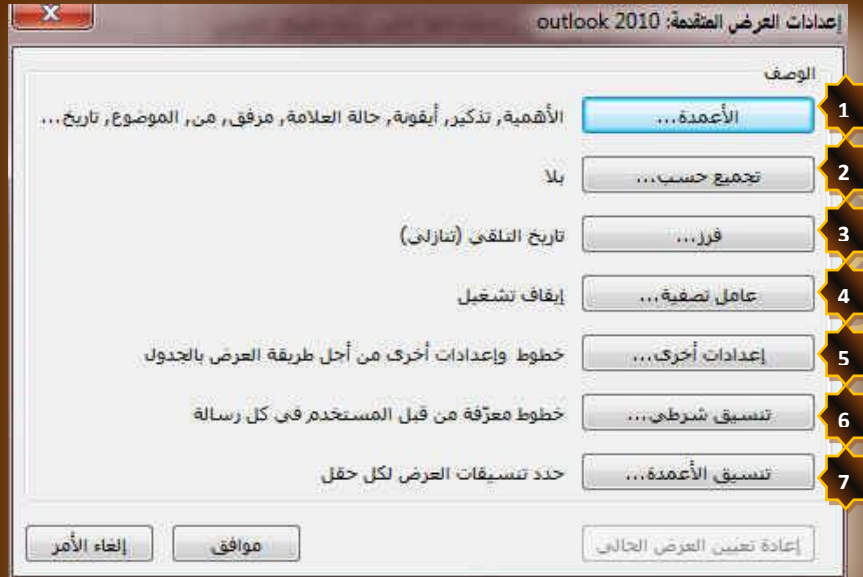 إعدادات العرض المتقدمة: outlook 2010
الوصف
الأعمدة... الأهمية, تذكير, أيقونة, حالة العلامة, مرفق, من, الموضوع, تاريخ... 1
تجميع حسب... بلا 2
فرز... تاريخ التلقي (تنازلي) 3
عامل تصفية... إيقاف تشغيل 4
إعدادات أخرى... خطوط وإعدادات أخرى من أجل طريقة العرض بالجدول 5
تنسيق شرطي... خطوط معرّفة من قبل المستخدم في كل رسالة 6
تنسيق الأعمدة... حدد تنسيقات العرض لكل حقل 7
إعادة تعيين العرض الحالي موافق إلغاء الأمر